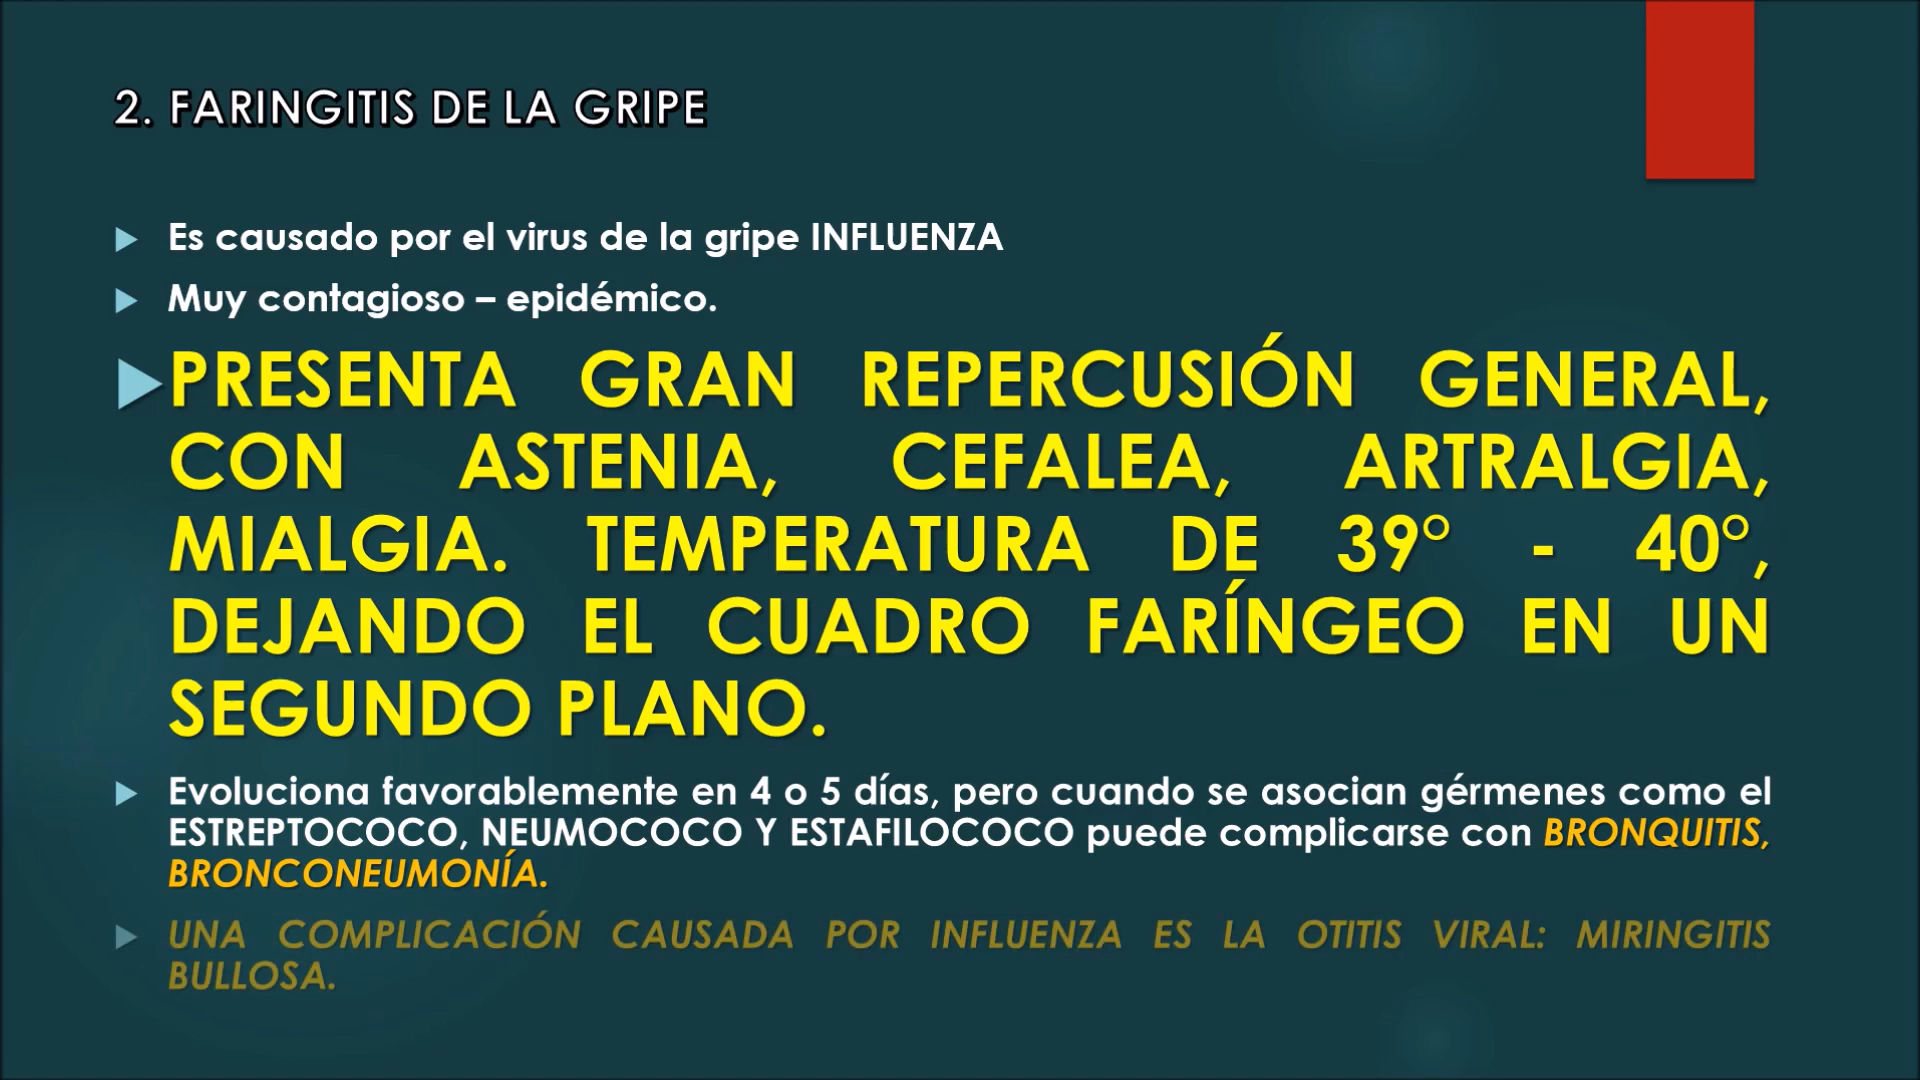 2. FARINGITIS DE LA GRIPE
Es causado por el virus de la gripe INFLUENZA
Muy contagioso – epidémico.
PRESENTA GRAN REPERCUSIÓN GENERAL,
CON ASTENIA, CEFALEA, ARTRALGIA,
MIALGIA. TEMPERATURA DE 39° - 40°,
DEJANDO EL CUADRO FARÍNGEO EN UN
SEGUNDO PLANO.
Evoluciona favorablemente en 4 o 5 días, pero cuando se asocian gérmenes como el
ESTREPTOCOCO, NEUMOCOCO Y ESTAFILOCOCO puede complicarse con BRONQUITIS,
BRONCONEUMONÍA.
UNA COMPLICACIÓN CAUSADA POR INFLUENZA ES LA OTITIS VIRAL: MIRINGITIS
BULLOSA.